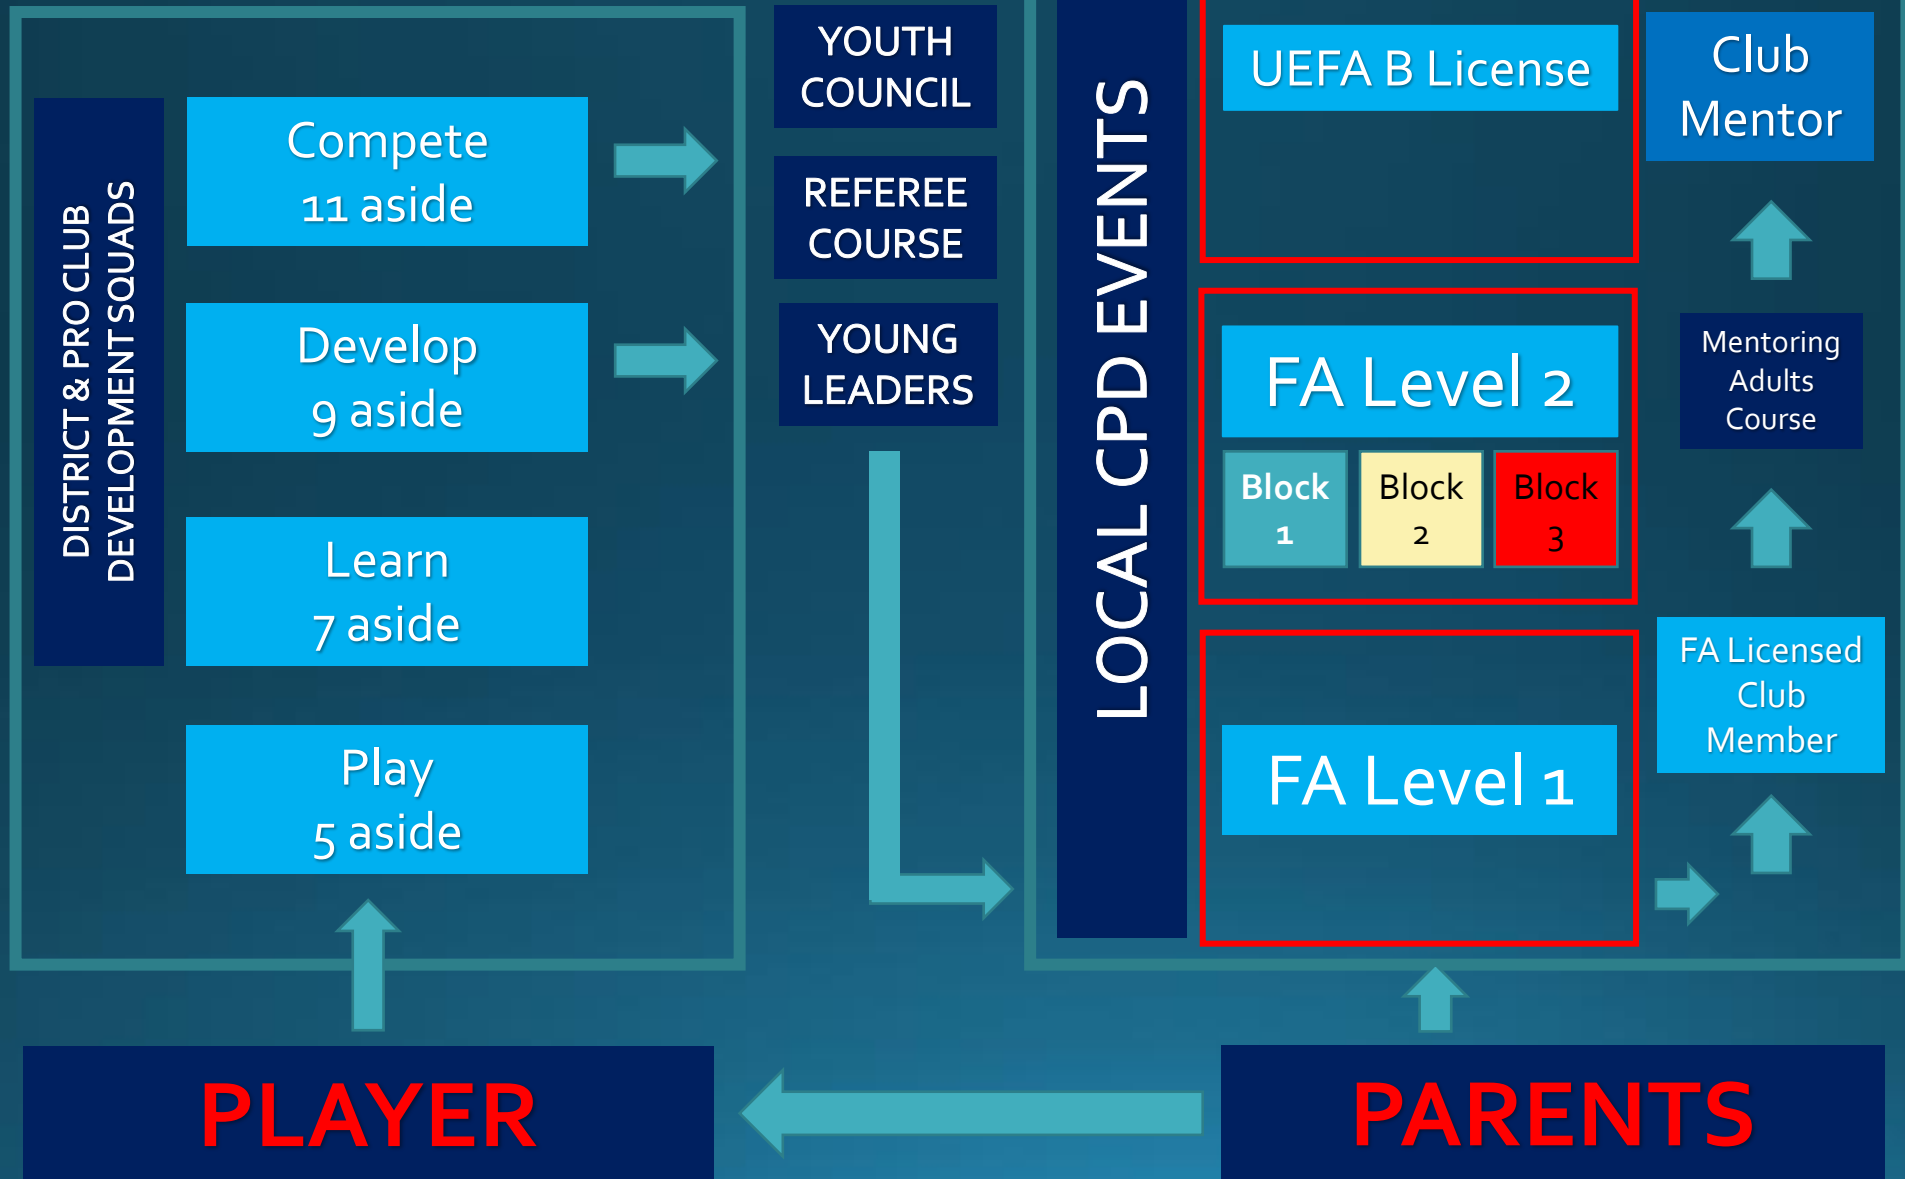 DISTRICT & PRO CLUB
DEVELOPMENT SQUADS
Compete
11 aside
Develop
9 aside
Learn
7 aside
Play
5 aside
YOUTH
COUNCIL
REFEREE
COURSE
YOUNG
LEADERS
LOCAL CPD EVENTS
UEFA B License
FA Level 2
Block
1
Block
2
Block
3
FA Level 1
Club
Mentor
Mentoring
Adults
Course
FA Licensed
Club
Member
PLAYER
PARENTS